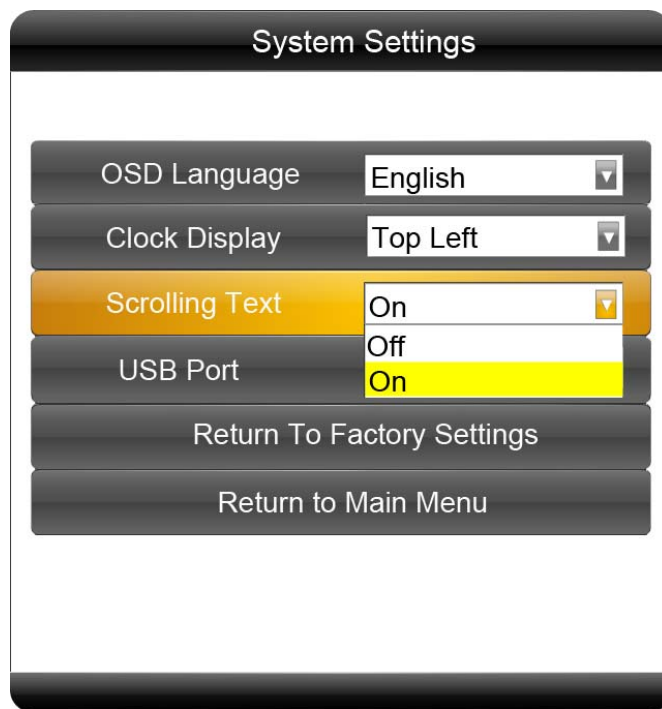 System Settings
OSD Language English
Clock Display Top Left
Scrolling Text On
Off
USB Port On
Return To Factory Settings
Return to Main Menu